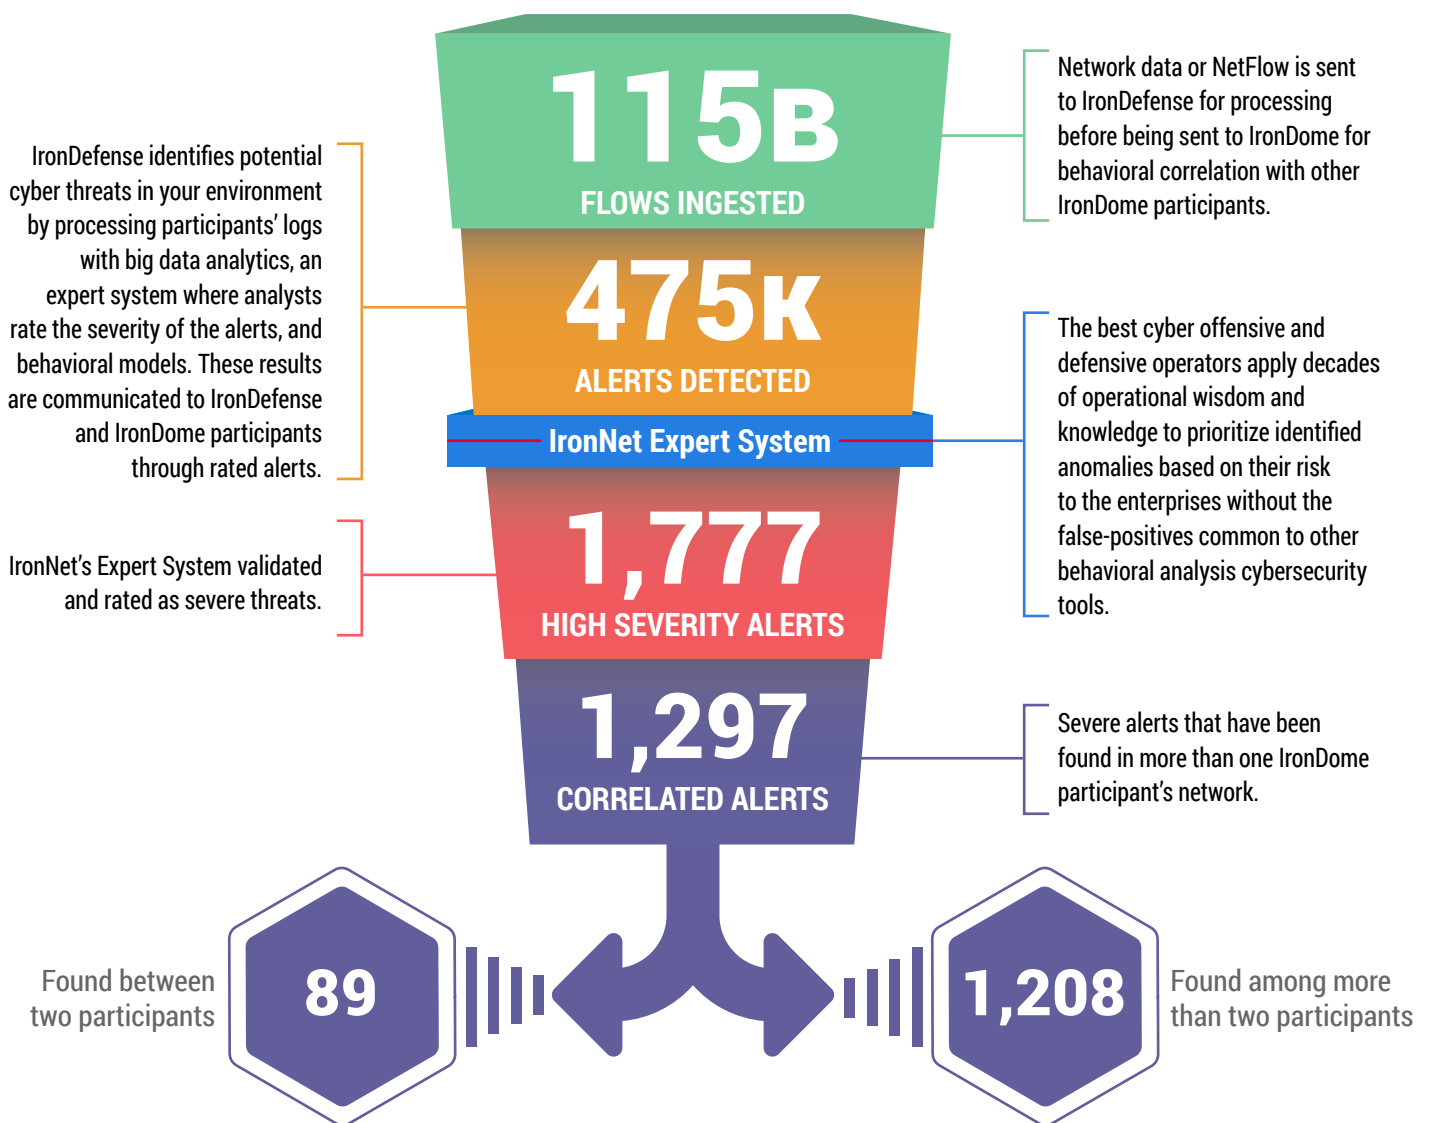 115B
FLOWS INGESTED
Network data or NetFlow is sent
to IronDefense for processing
before being sent to IronDome for
behavioral correlation with other
IronDome participants.
IronDefense identifies potential
cyber threats in your environment
by processing participants’ logs
with big data analytics, an
expert system where analysts
rate the severity of the alerts, and
behavioral models. These results
are communicated to IronDefense
and IronDome participants
through rated alerts.
475K
ALERTS DETECTED
IronNet Expert System
The best cyber offensive and
defensive operators apply decades
of operational wisdom and
knowledge to prioritize identified
anomalies based on their risk
to the enterprises without the
false-positives common to other
behavioral analysis cybersecurity
tools.
IronNet’s Expert System validated
and rated as severe threats.
1,777
HIGH SEVERITY ALERTS
1,297
CORRELATED ALERTS
Severe alerts that have been
found in more than one IronDome
participant’s network.
Found between
two participants
89
1,208
Found among more
than two participants